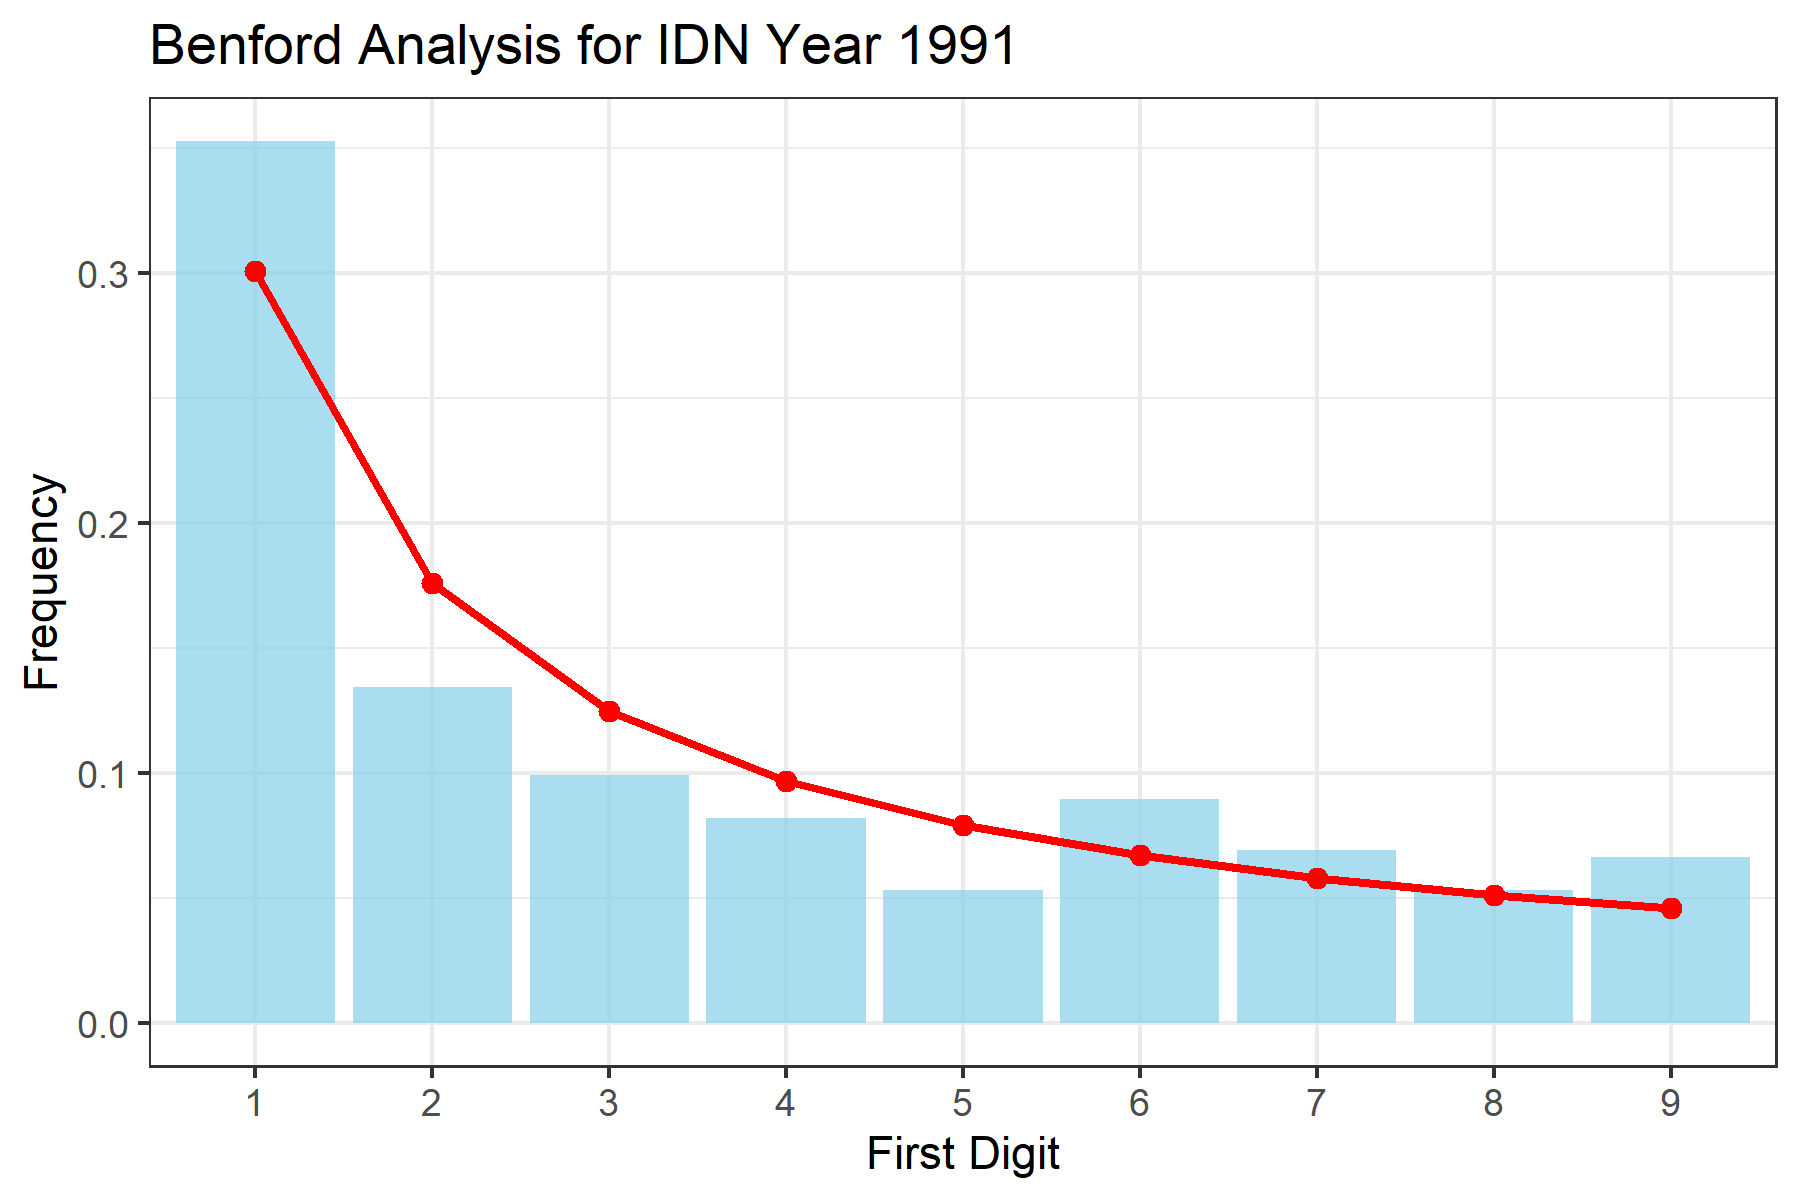 Benford Analysis for IDN Year 1991
Frequency
0.3
0.2
0.1
0.0
1 2 3 4 5 6 7 8 9
First Digit